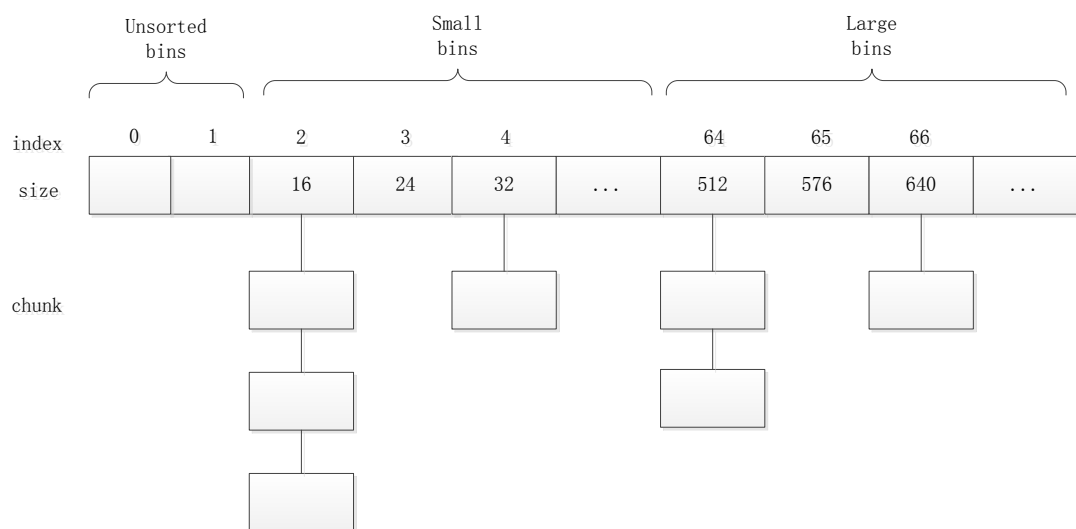 Unsorted
bins
Small
bins
Large
bins
index 0 1 2 3 4 64 65 66
size 16 24 32 ... 512 576 640 ...
chunk